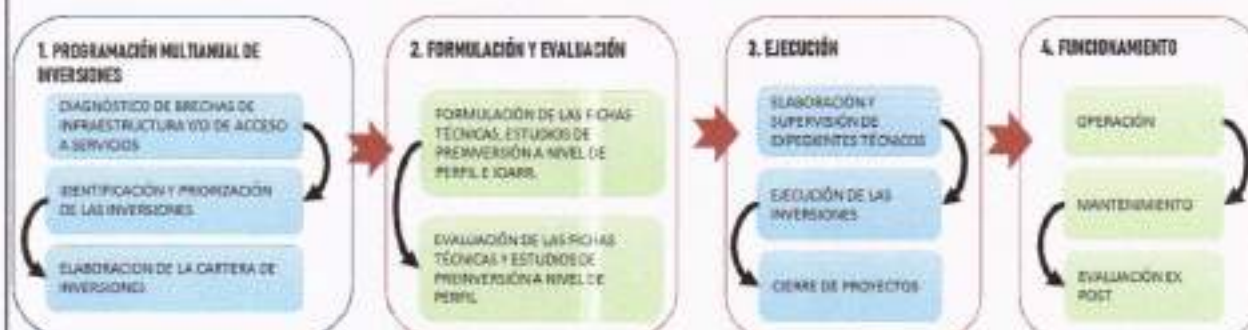 1. PROGRAMACIÓN MULTIANUAL DE
INVERSIONES
DIAGNÓSTICO DE BRECHAS DE
INFRAESTRUCTURA Y/O DE ACCESO
A SERVICIOS
IDENTIFICACIÓN Y PRIORIZACIÓN
DE LAS INVERSIONES
ELABORACION DE LA CARTERA DE
INVERSIONES
2. FORMULACIÓN Y EVALUACIÓN
FORMULACIÓN DE LAS FICHAS
TÉCNICAS, ESTUDIOS DE
PREINVERSIÓN A NIVEL DE
PERFIL E IOARR.
EVALUACIÓN DE LAS FICHAS
TÉCNICAS Y ESTUDIOS DE
PREINVERSIÓN A NIVEL DE
PERFIL
3. EJECUCIÓN
ELABORACIÓN Y
SUPERVISIÓN DE
EXPEDIENTES TÉCNICOS
EJECUCIÓN DE LAS
INVERSIONES
CIERRE DE PROYECTOS
4. FUNCIONAMIENTO
OPERACIÓN
MANTENIMIENTO
EVALUACIÓN EX
POST